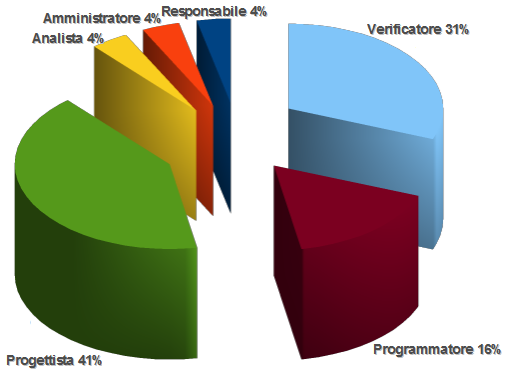 Responsabile 4%
Amministratore 4%
Analista 4%
Verificatore 31%
Progettista 41%
Programmatore 16%